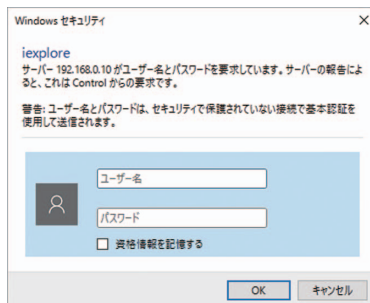 Windows セキュリティ
iexplore
サーバー 192.168.0.10 がユーザー名とパスワードを要求しています。サーバーの報告によ
ると、これは Control からの要求です。
警告: ユーザー名とパスワードは、セキュリティで保護されていない接続で基本認証を
使用して送信されます。
ユーザー名
パスワード
資格情報を記憶する
OK キャンセル